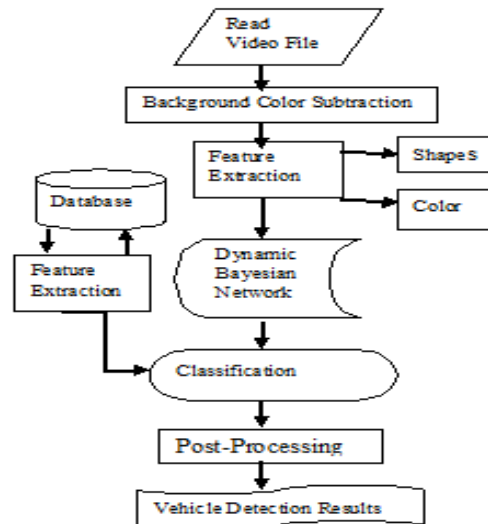 Read
Video File
Background Color Subtraction
Feature
Extraction
Shapes
Color
Database
Feature
Extraction
Dynamic
Bayesian
Network
Classification
Post-Processing
Vehicle Detection Results